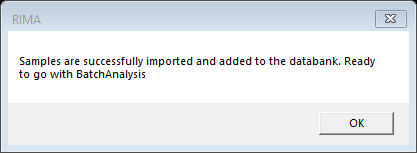 RIMA
Samples are successfully imported and added to the databank. Ready
to go with BatchAnalysis
OK